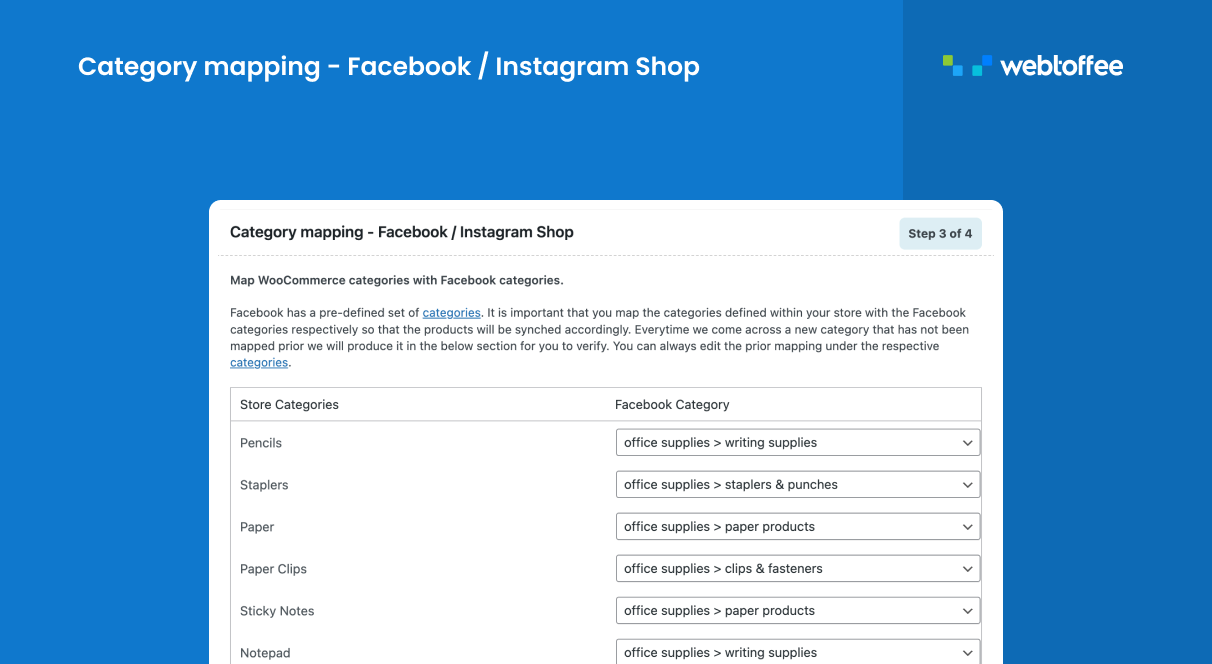 Category mapping - Facebook / Instagram Shop
webtoffee
Category mapping - Facebook / Instagram Shop
Step 3 of 4
Map WooCommerce categories with Facebook categories.
Facebook has a pre-defined set of categories. It is important that you map the categories defined within your store with the Facebook
categories respectively so that the products will be synched accordingly. Everytime we come across a new category that has not been
mapped prior we will produce it in the below section for you to verify. You can always edit the prior mapping under the respective
categories.
Store Categories Facebook Category
Pencils office supplies > writing supplies
Staplers office supplies > staplers & punches
Paper office supplies > paper products
Paper Clips office supplies > clips & fasteners
Sticky Notes office supplies > paper products
Notepad office supplies > writing supplies